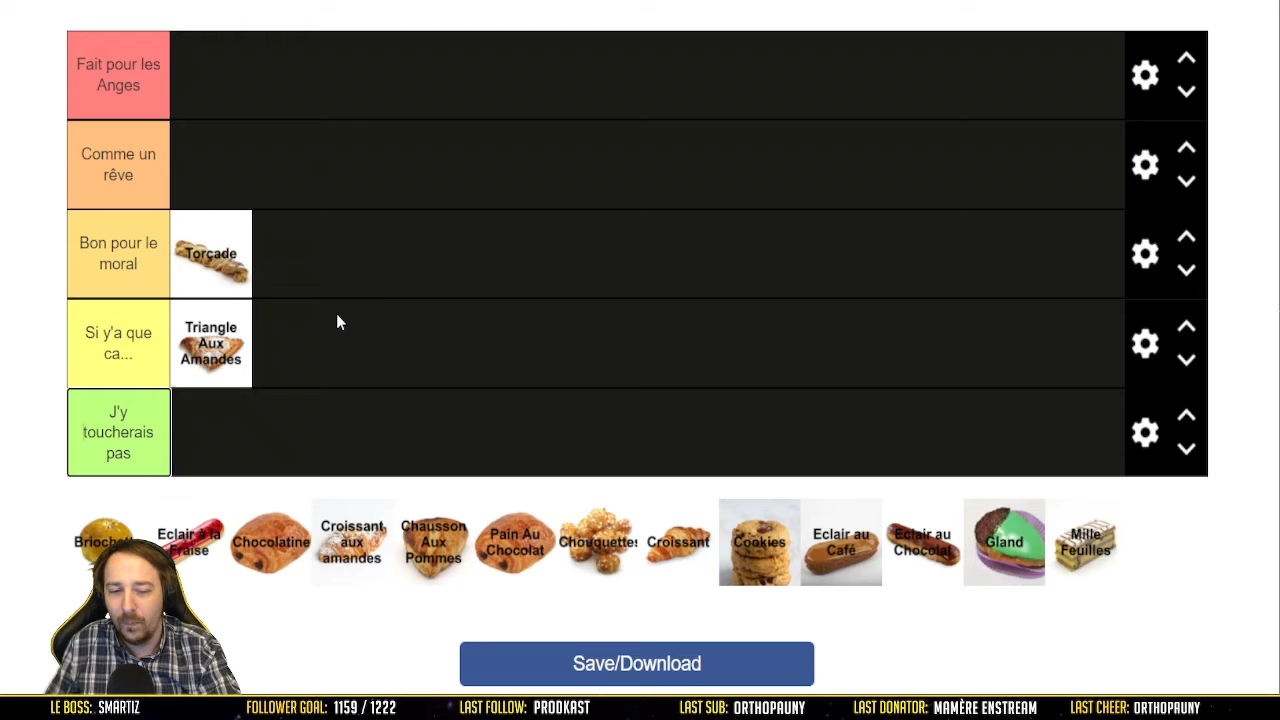 Fait pour les
Anges
Comme un
rêve
Bon pour le
moral
Torçade
Si y'a que
ca...
Triangle
Aux
Amandes
J'y
toucherais
pas
Eclair à la
Fraise
Chocolatine
Croissant
aux
amandes
Chausson
Aux
Pommes
Pain Au
Chocolat
Chouquettes
Croissant
Cookies
Eclair au
Café
Eclair au
Chocolat
Gland
Mille
Feuilles
Save/Download
LE BOSS: SMARTIZ
FOLLOWER GOAL: 1159 / 1222
LAST FOLLOW: PRODKAST
LAST SUB: ORTHOPAUNY
LAST DONATOR: MAMÈRE ENSTREAM
LAST CHEER: ORTHOPAUNY